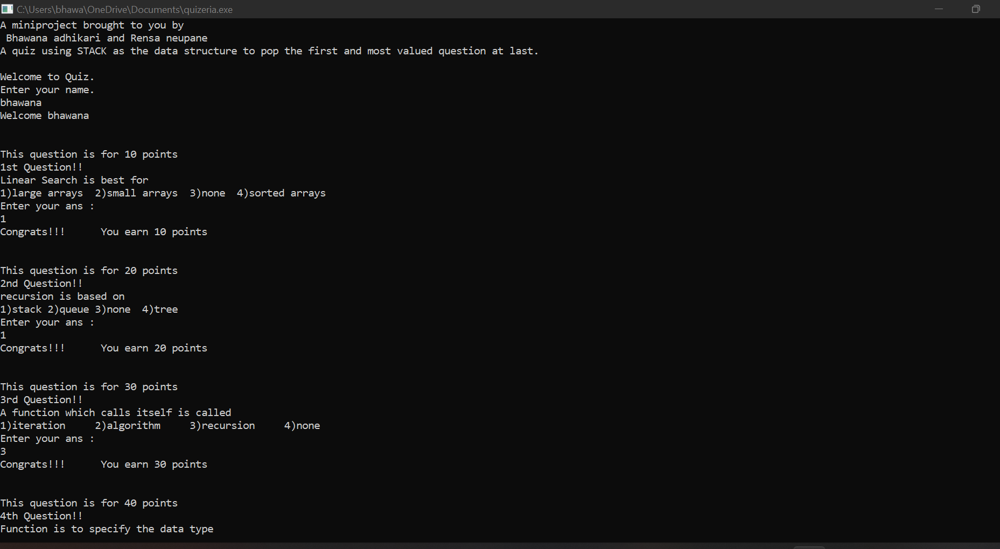 C:\Users\bhawa\OneDrive\Documents\quizeria.exe
A miniproject brought to you by
Bhawana adhikari and Rensa neupane
A quiz using STACK as the data structure to pop the first and most valued question at last.
Welcome to Quiz.
Enter your name.
bhawana
Welcome bhawana
This question is for 10 points
1st Question!!
Linear Search is best for
1)large arrays  2)small arrays  3)none  4)sorted arrays
Enter your ans :
1
Congrats!!!      You earn 10 points
This question is for 20 points
2nd Question!!
recursion is based on
1)stack 2)queue 3)none  4)tree
Enter your ans :
1
Congrats!!!      You earn 20 points
This question is for 30 points
3rd Question!!
A function which calls itself is called
1)iteration     2)algorithm     3)recursion     4)none
Enter your ans :
3
Congrats!!!      You earn 30 points
This question is for 40 points
4th Question!!
Function is to specify the data type